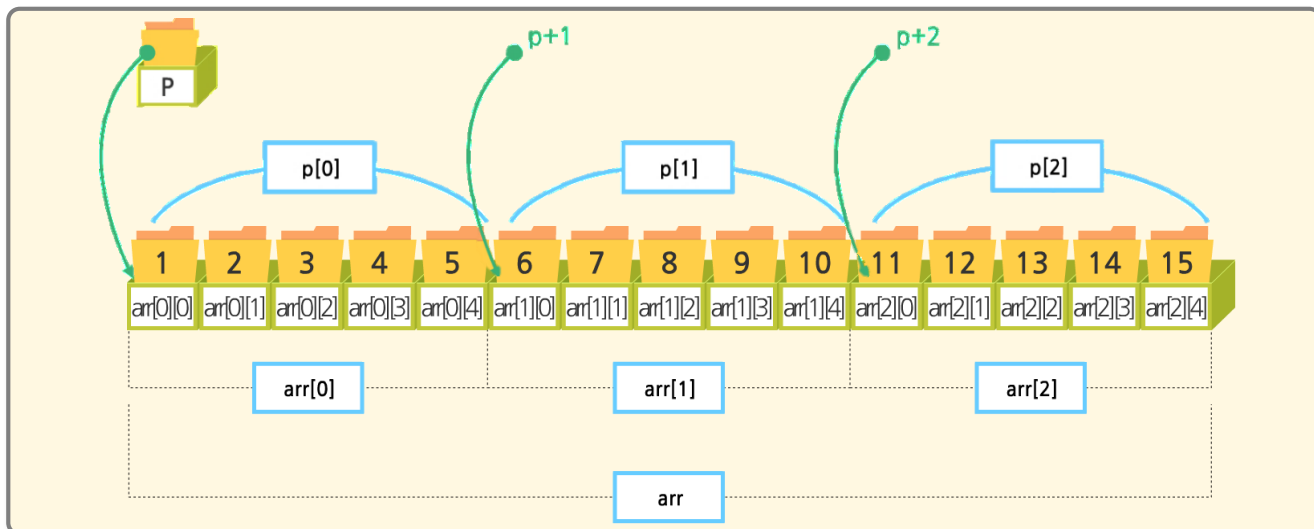 p+1 p+2
P
p[0] p[1] p[2]
1 2 3 4 5 6 7 8 9 10 11 12 13 14 15
arr[0][0] arr[0][1] arr[0][2] arr[0][3] arr[0][4] arr[1][0] arr[1][1] arr[1][2] arr[1][3] arr[1][4] arr[2][0] arr[2][1] arr[2][2] arr[2][3] arr[2][4]
arr[0] arr[1] arr[2]
arr